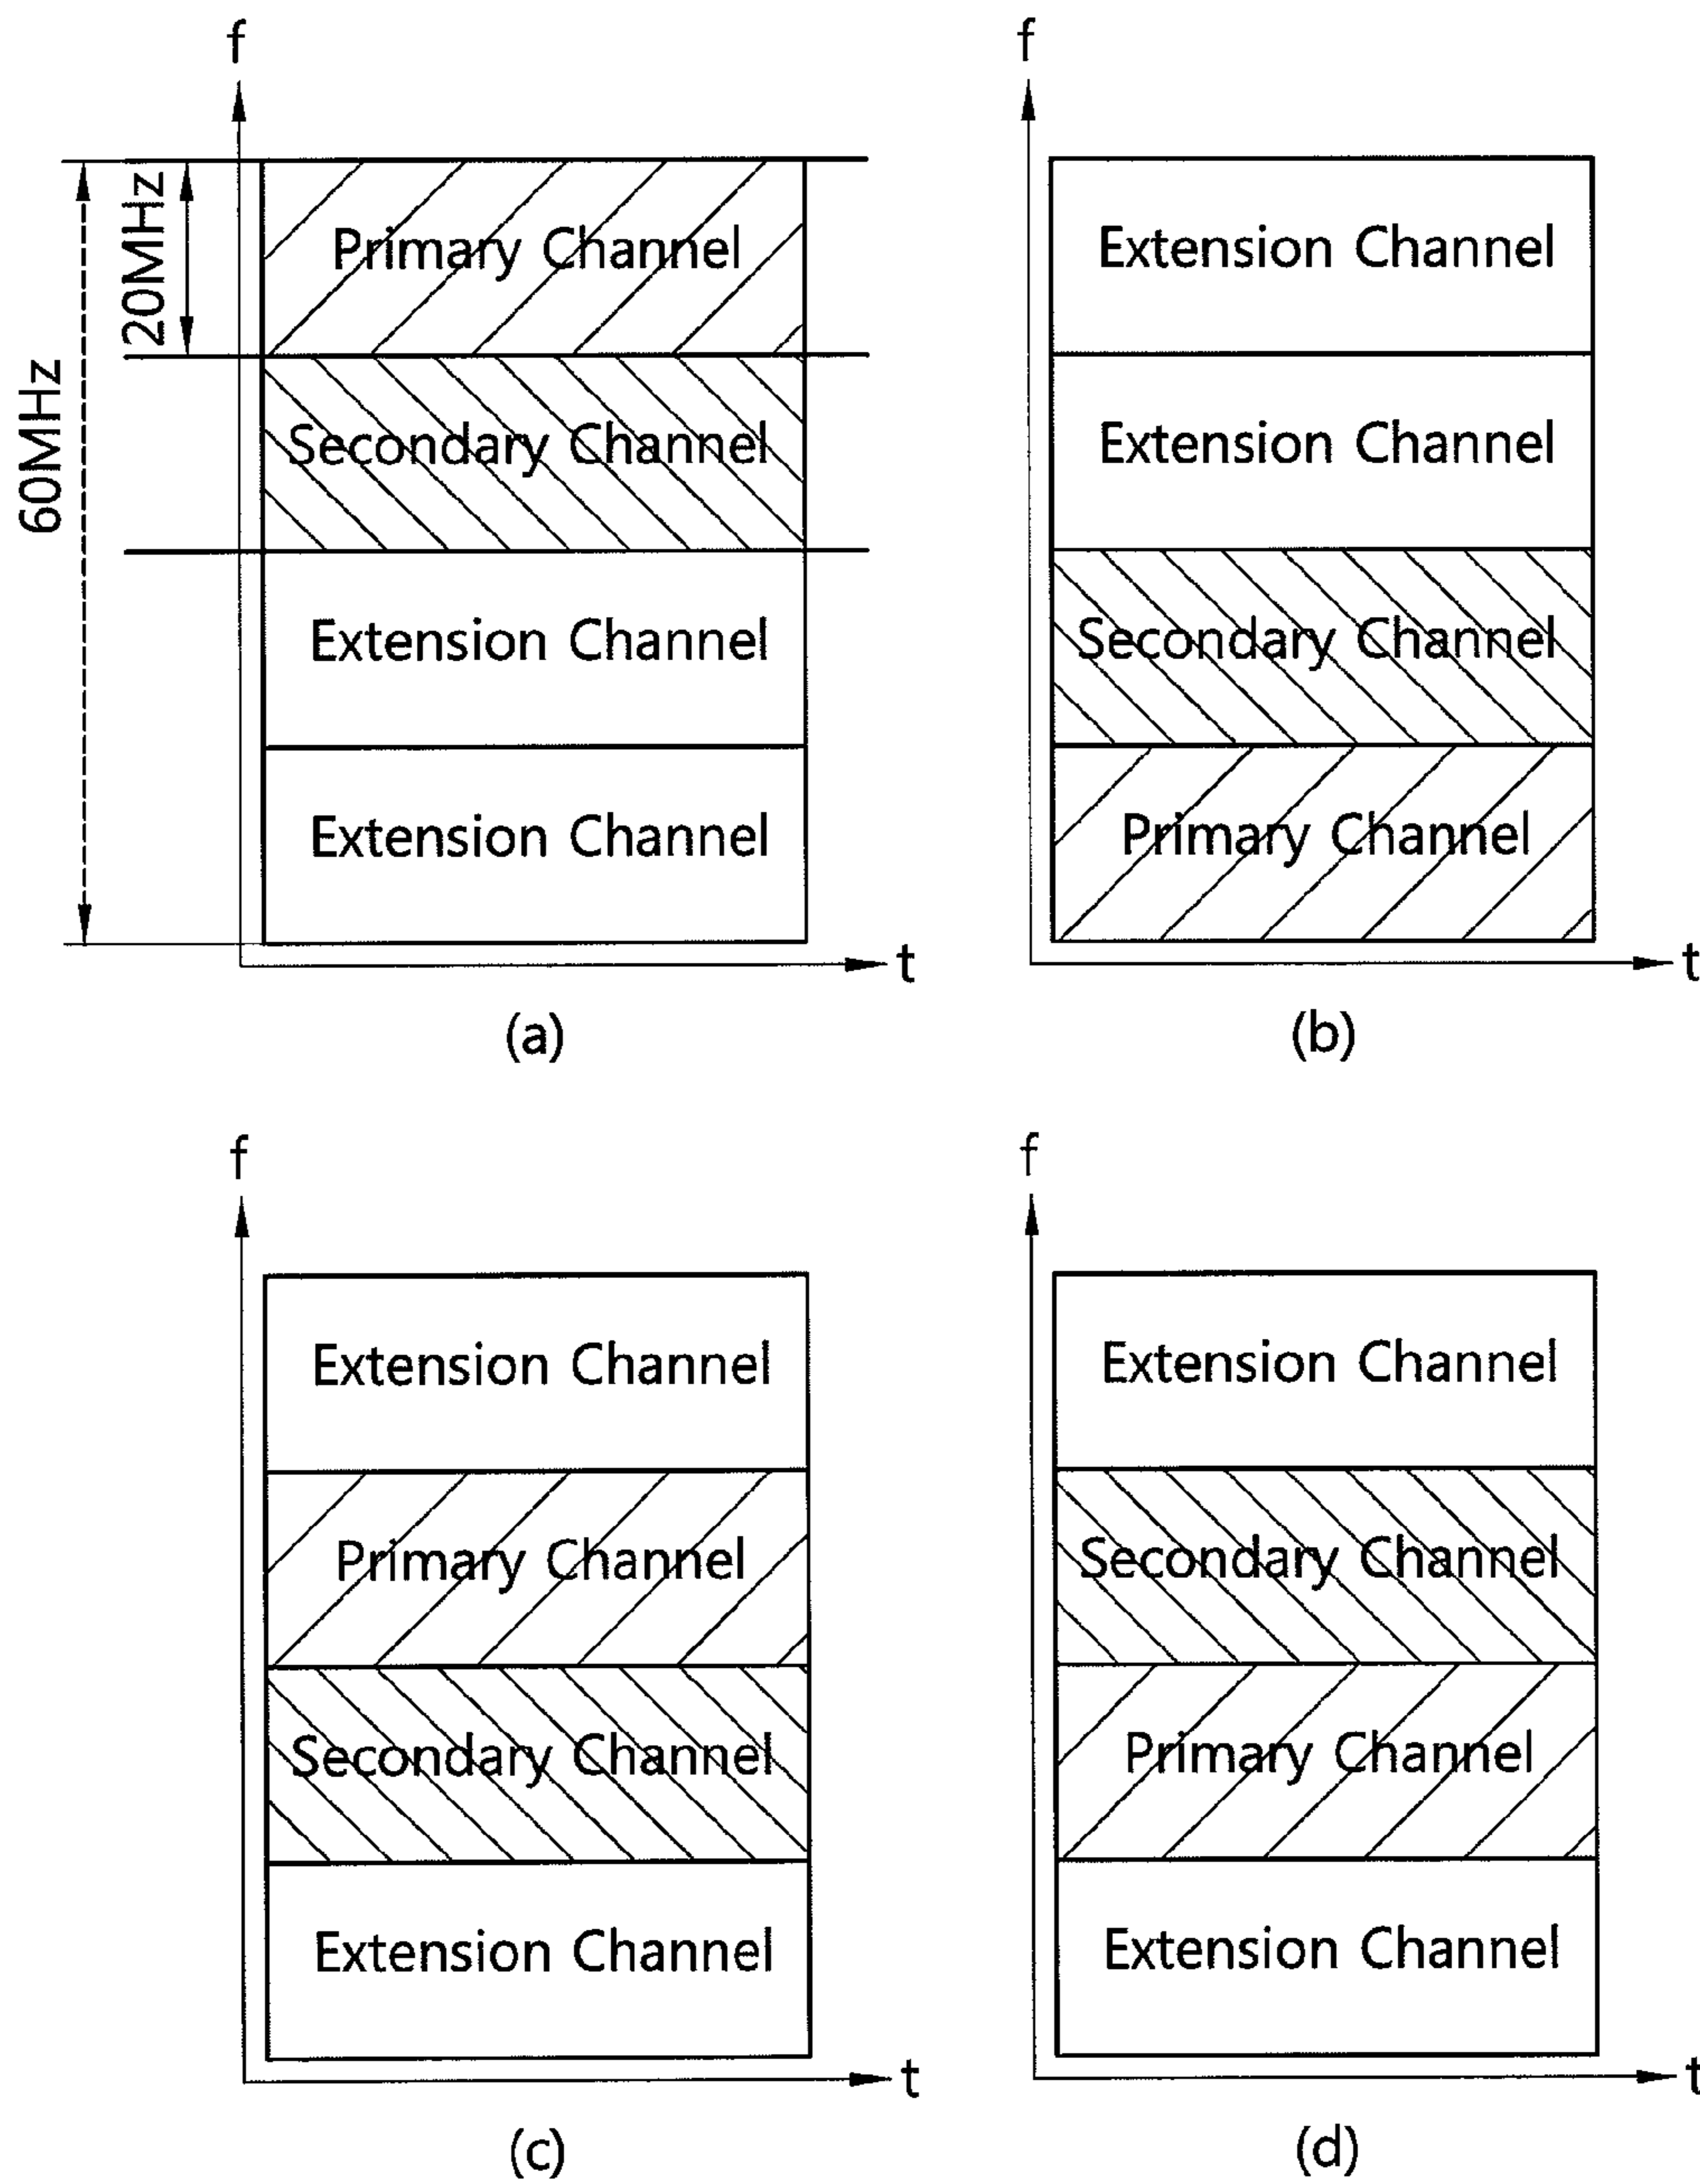 f
60MHz
20MHz
Primary Channel
Secondary Channel
Extension Channel
Extension Channel
t
(a)
f
Extension Channel
Extension Channel
Secondary Channel
Primary Channel
t
(b)
f
Extension Channel
Primary Channel
Secondary Channel
Extension Channel
t
(c)
f
Extension Channel
Secondary Channel
Primary Channel
Extension Channel
t
(d)